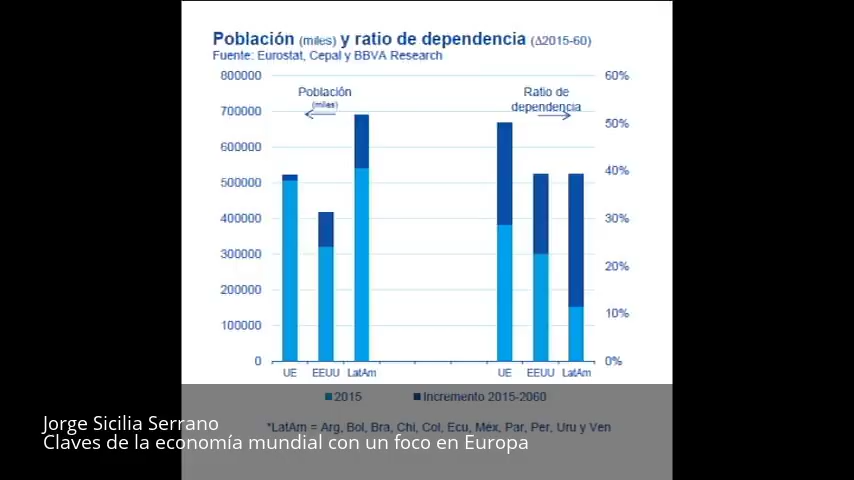 Población (miles) y ratio de dependencia (Δ2015-60)
Fuente: Eurostat, Cepal y BBVA Research
800000
700000
600000
500000
400000
300000
200000
100000
0
Población
(miles)
Ratio de
dependencia
60%
50%
40%
30%
20%
10%
0%
UE EEUU LatAm UE EEUU LatAm
2015 Incremento 2015-2060
*LatAm = Arg, Bol, Bra, Chi, Col, Ecu, Méx, Par, Per, Uru y Ven
Jorge Sicilia Serrano
Claves de la economía mundial con un foco en Europa